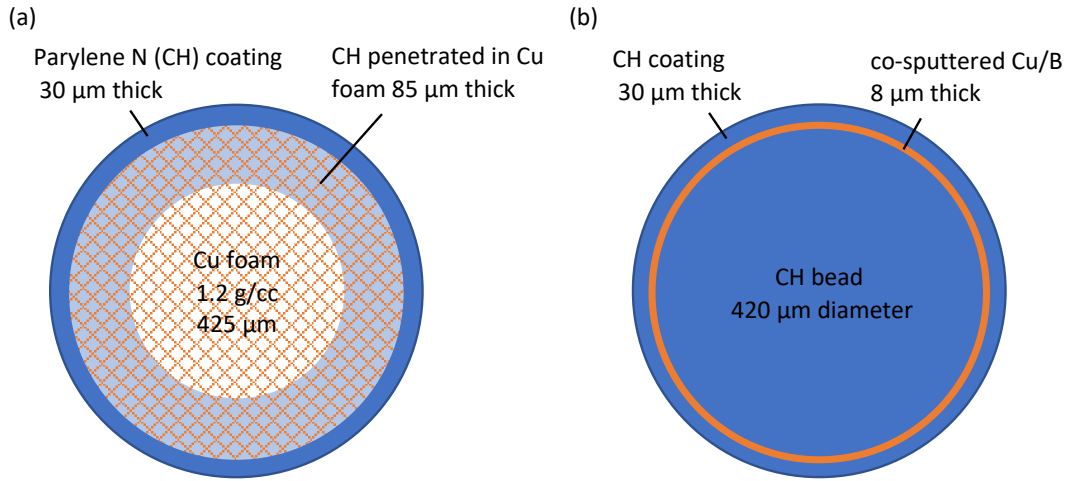 (a)
Parylene N (CH) coating
30 μm thick
CH penetrated in Cu
foam 85 μm thick
Cu foam
1.2 g/cc
425 μm
(b)
CH coating
30 μm thick
co-sputtered Cu/B
8 μm thick
CH bead
420 μm diameter